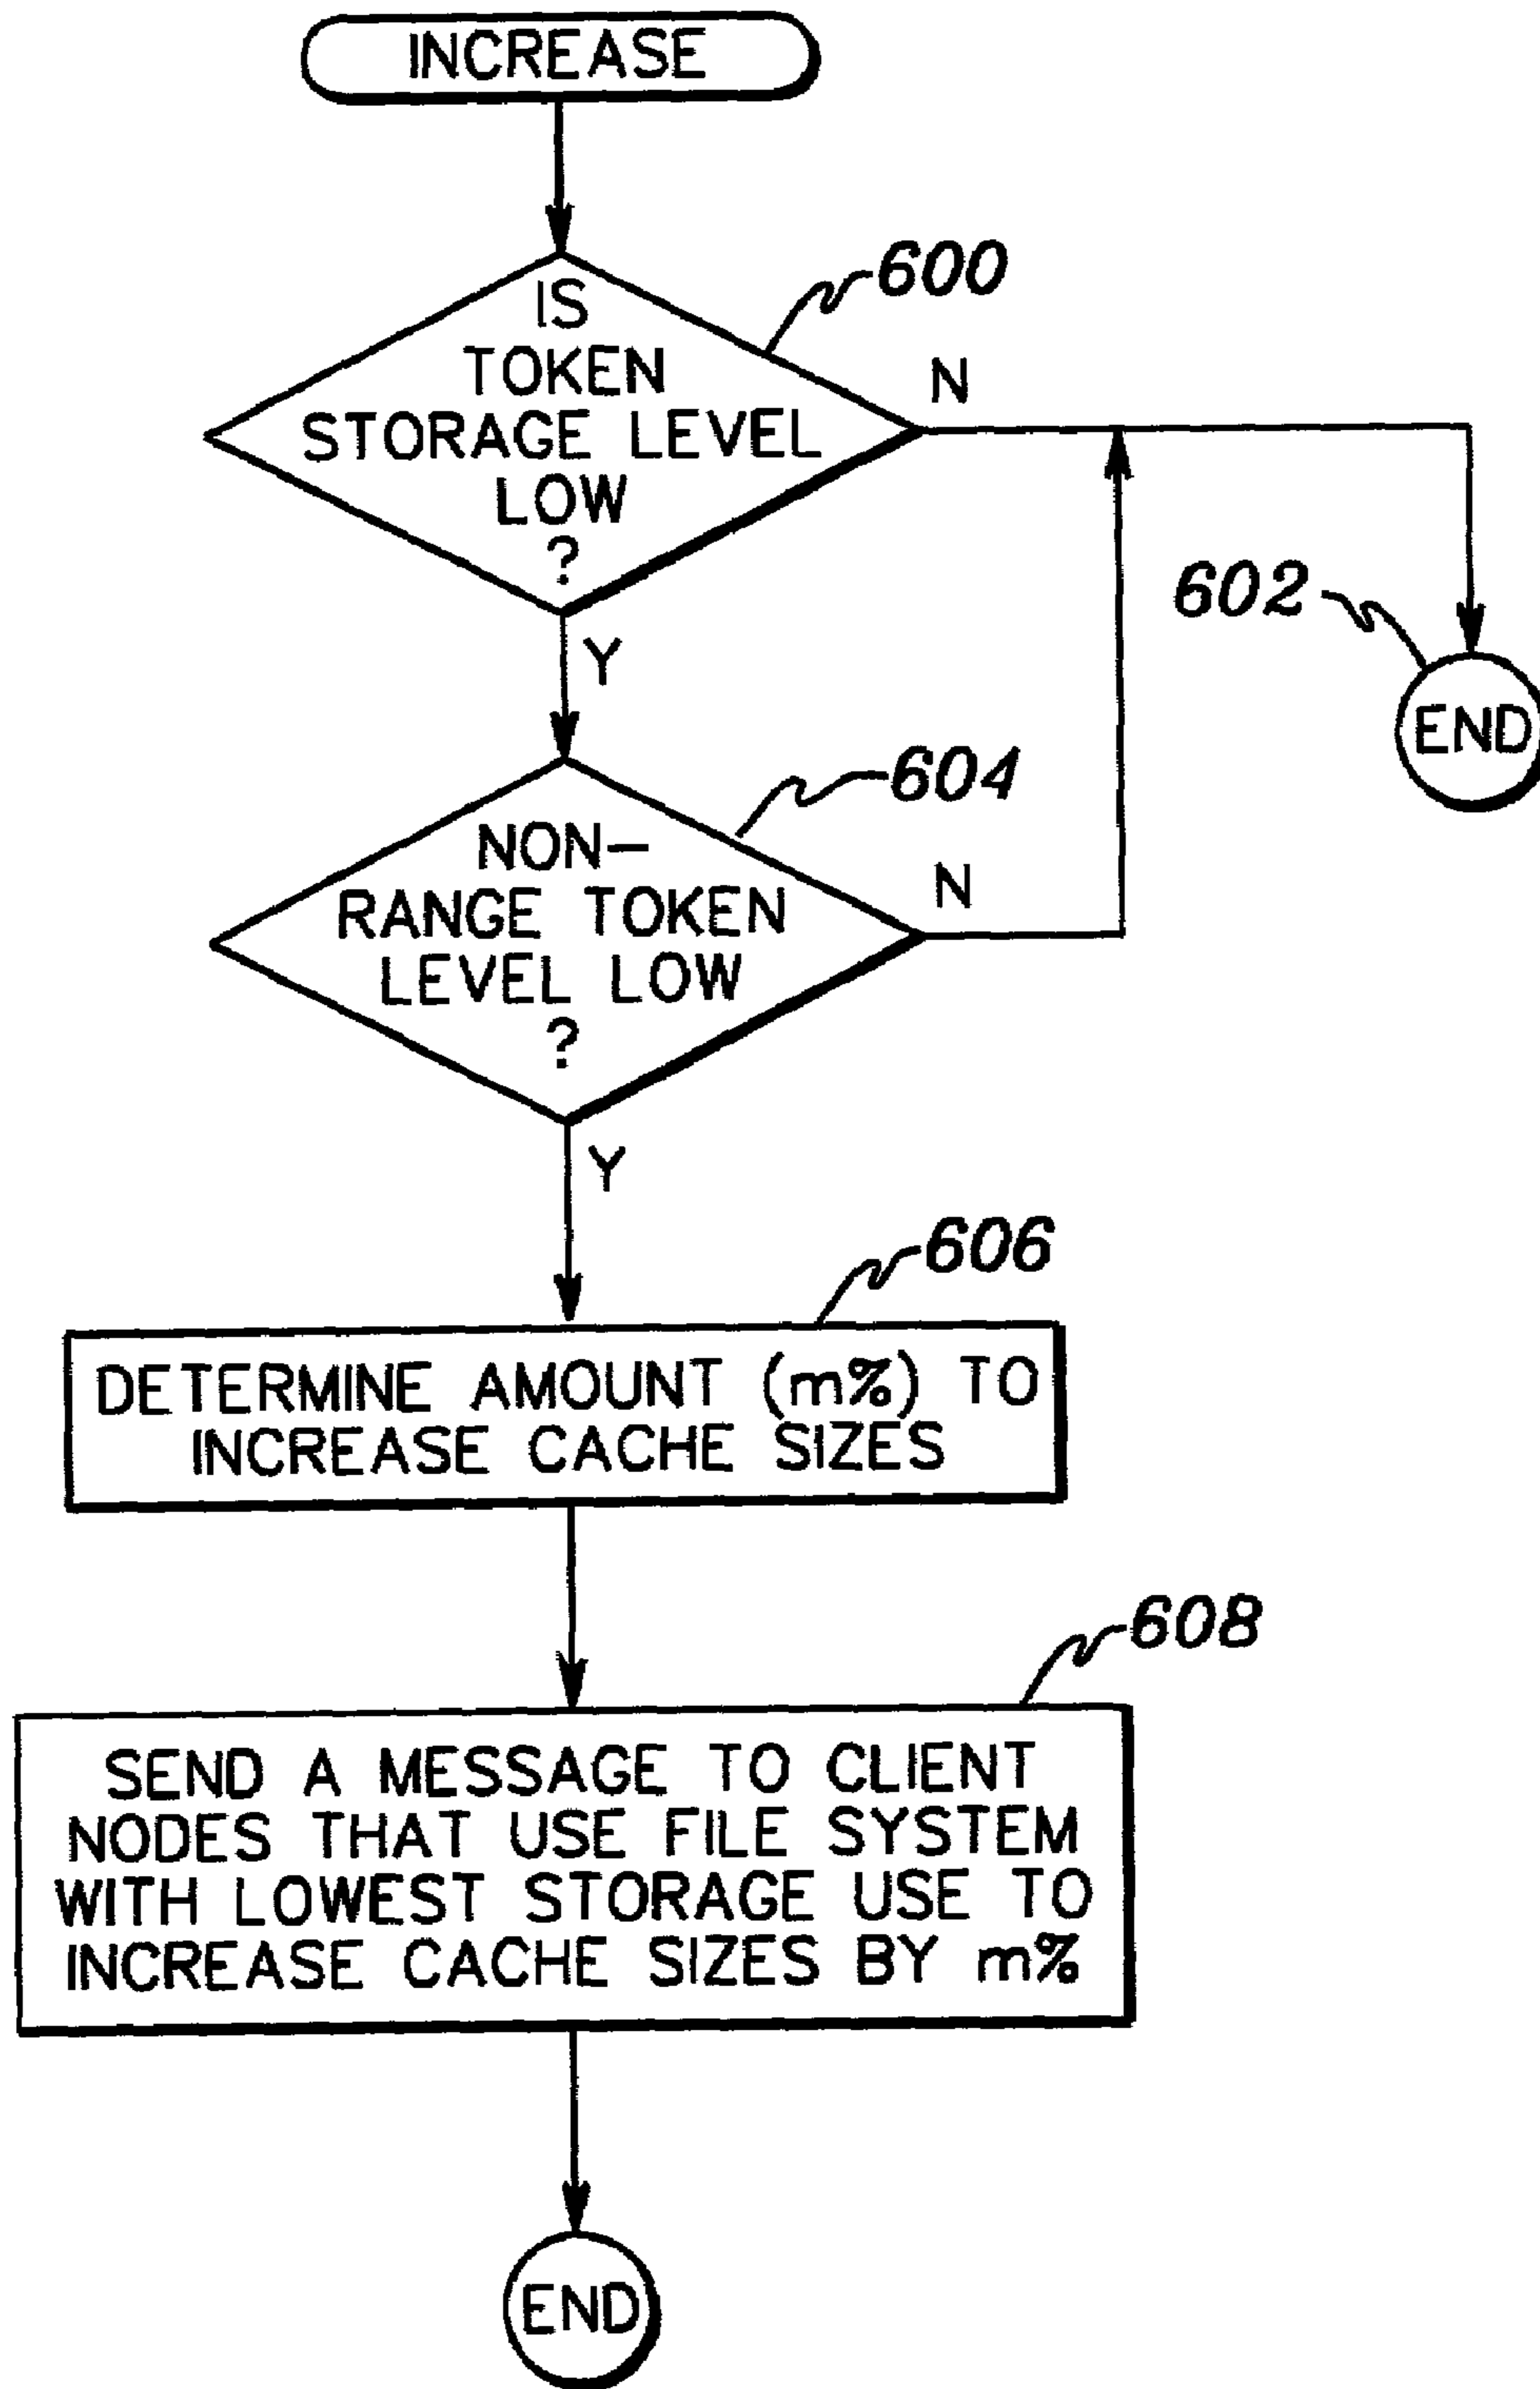 INCREASE
600
IS
TOKEN
STORAGE LEVEL
LOW
?
N
Y
602
END
604
NON-
RANGE TOKEN
LEVEL LOW
?
N
Y
606
DETERMINE AMOUNT (m%) TO
INCREASE CACHE SIZES
608
SEND A MESSAGE TO CLIENT
NODES THAT USE FILE SYSTEM
WITH LOWEST STORAGE USE TO
INCREASE CACHE SIZES BY m%
END